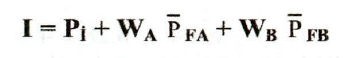 I = Pİ + WA P̅FA + WB P̅FB